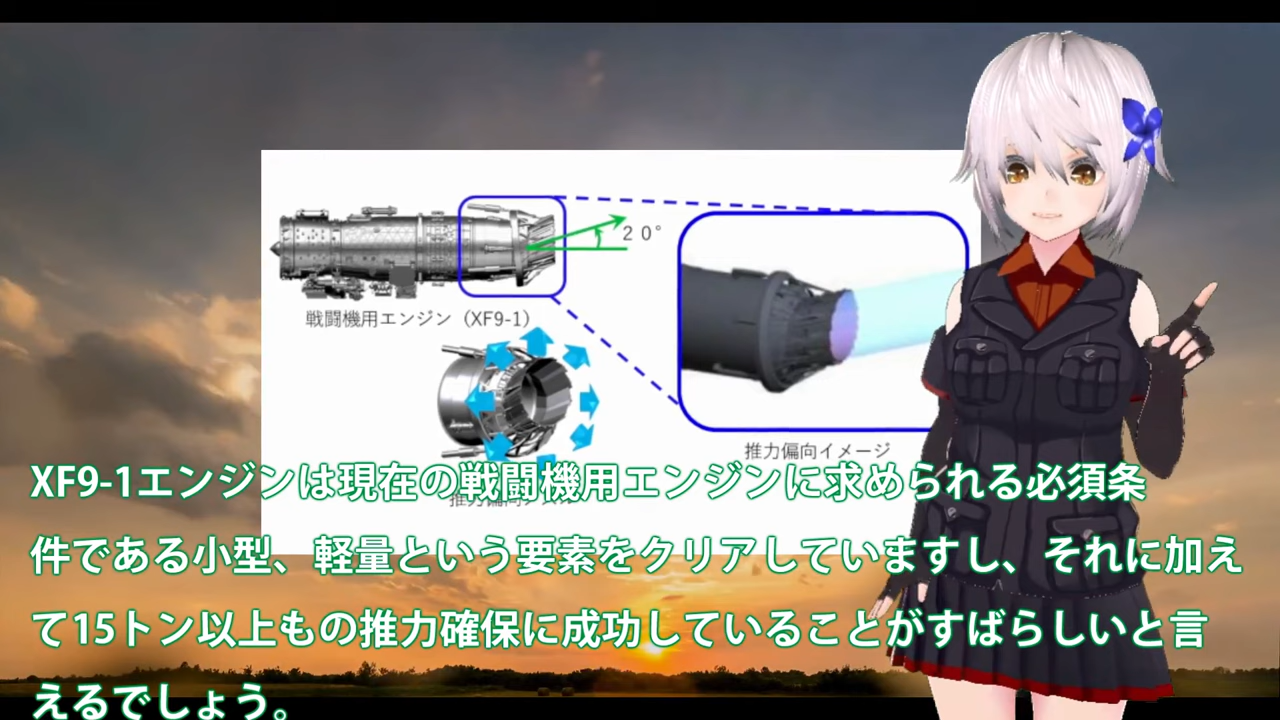 20°
戦闘機用エンジン（XF9-1）
推力偏向イメージ
XF9-1エンジンは現在の戦闘機用エンジンに求められる必須条
件である小型、軽量という要素をクリアしていますし、それに加え
て15トン以上もの推力確保に成功していることがすばらしいと言
えるでしょう。